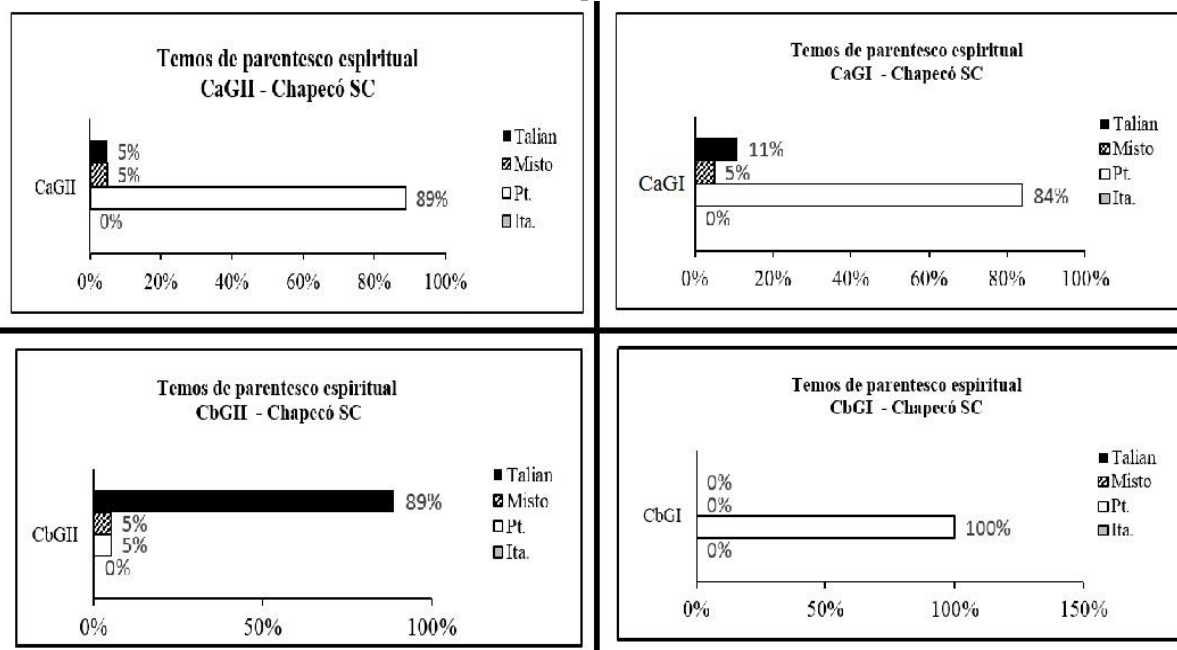 Temos de parentesco espiritual
CaGII - Chapecó SC
CaGII
5%
5%
89%
0%
0% 20% 40% 60% 80% 100%
Talian
Misto
Pt.
Ita.
Temos de parentesco espiritual
CaGI - Chapecó SC
CaGI
11%
5%
84%
0%
0% 20% 40% 60% 80% 100%
Talian
Misto
Pt.
Ita.
Temos de parentesco espiritual
CbGII - Chapecó SC
CbGII
89%
5%
5%
0%
0% 50% 100%
Talian
Misto
Pt.
Ita.
Temos de parentesco espiritual
CbGI - Chapecó SC
CbGI
0%
0%
100%
0%
0% 50% 100% 150%
Talian
Misto
Pt.
Ita.